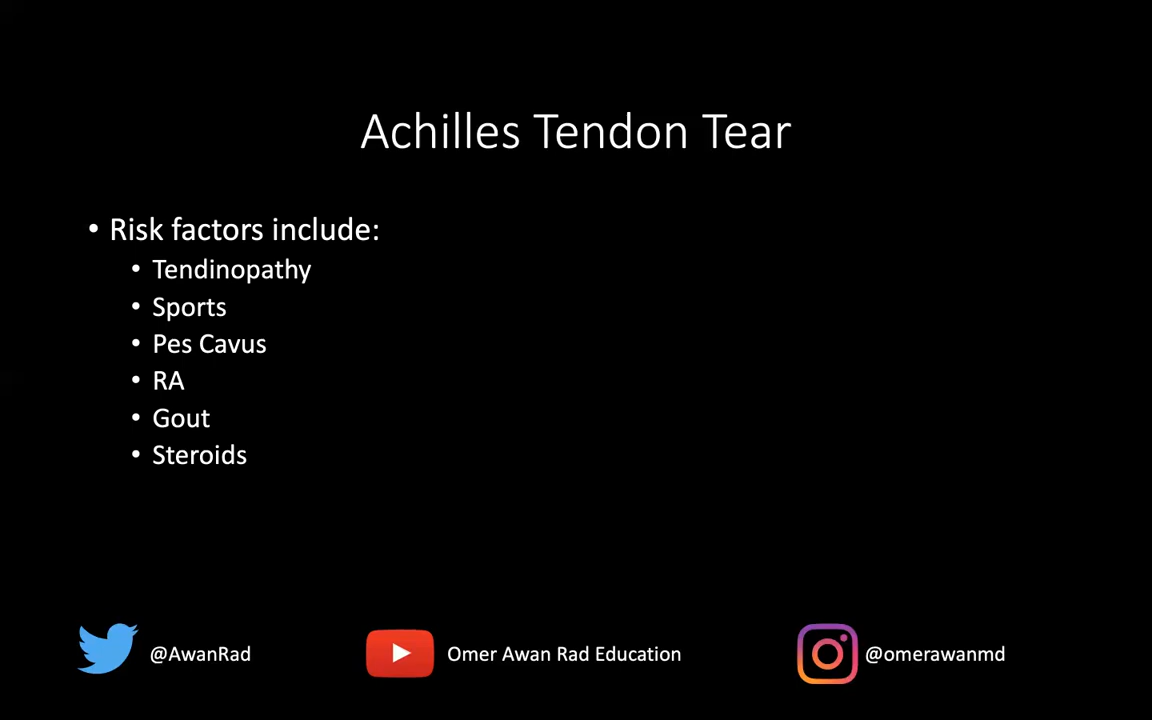 Achilles Tendon Tear
• Risk factors include:
• Tendinopathy
• Sports
• Pes Cavus
• RA
• Gout
• Steroids
@AwanRad
Omer Awan Rad Education
@omerawanmd